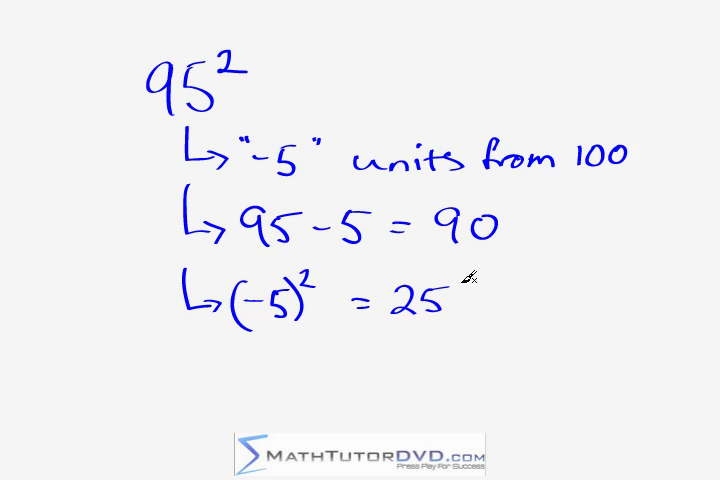 95²
↳ "-5" units from 100
↳ 95 - 5 = 90
↳ (-5)² = 25
MathTutorDVD.com
Press Play For Success